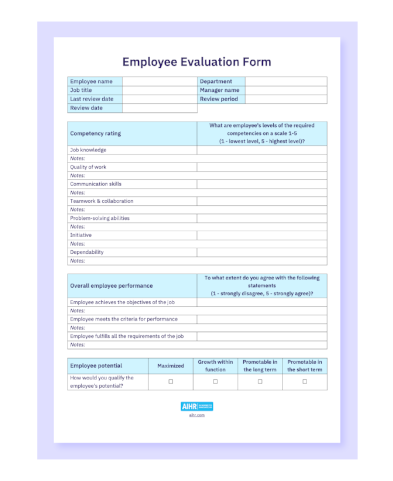 Employee Evaluation Form
Employee name Department
Job title Manager name
Last review date Review period
Review date
Competency rating
What are employee's levels of the required
competencies on a scale 1-5
(1 - lowest level, 5 - highest level)?
Job knowledge
Notes:
Quality of work
Notes:
Communication skills
Notes:
Teamwork & collaboration
Notes:
Problem-solving abilities
Notes:
Initiative
Notes:
Dependability
Notes:
Overall employee performance
To what extent do you agree with the following
statements
(1 - strongly disagree, 5 - strongly agree)?
Employee achieves the objectives of the job
Notes:
Employee meets the criteria for performance
Notes:
Employee fulfills all the requirements of the job
Notes:
Employee potential
Maximized
Growth within
function
Promotable in
the long term
Promotable in
the short term
How would you qualify the
employee's potential?
AIHR
aihr.com